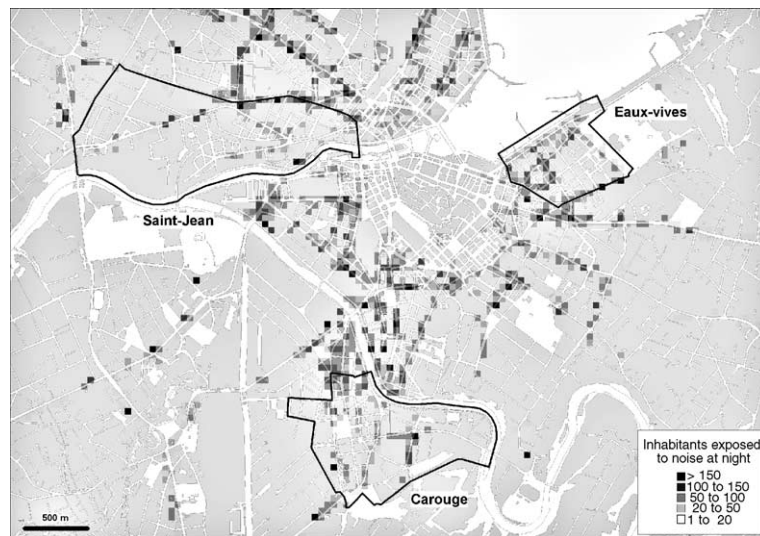 Eaux-vives
Saint-Jean
Carouge
500 m
Inhabitants exposed
to noise at night
> 150
100 to 150
50 to 100
20 to 50
1 to 20